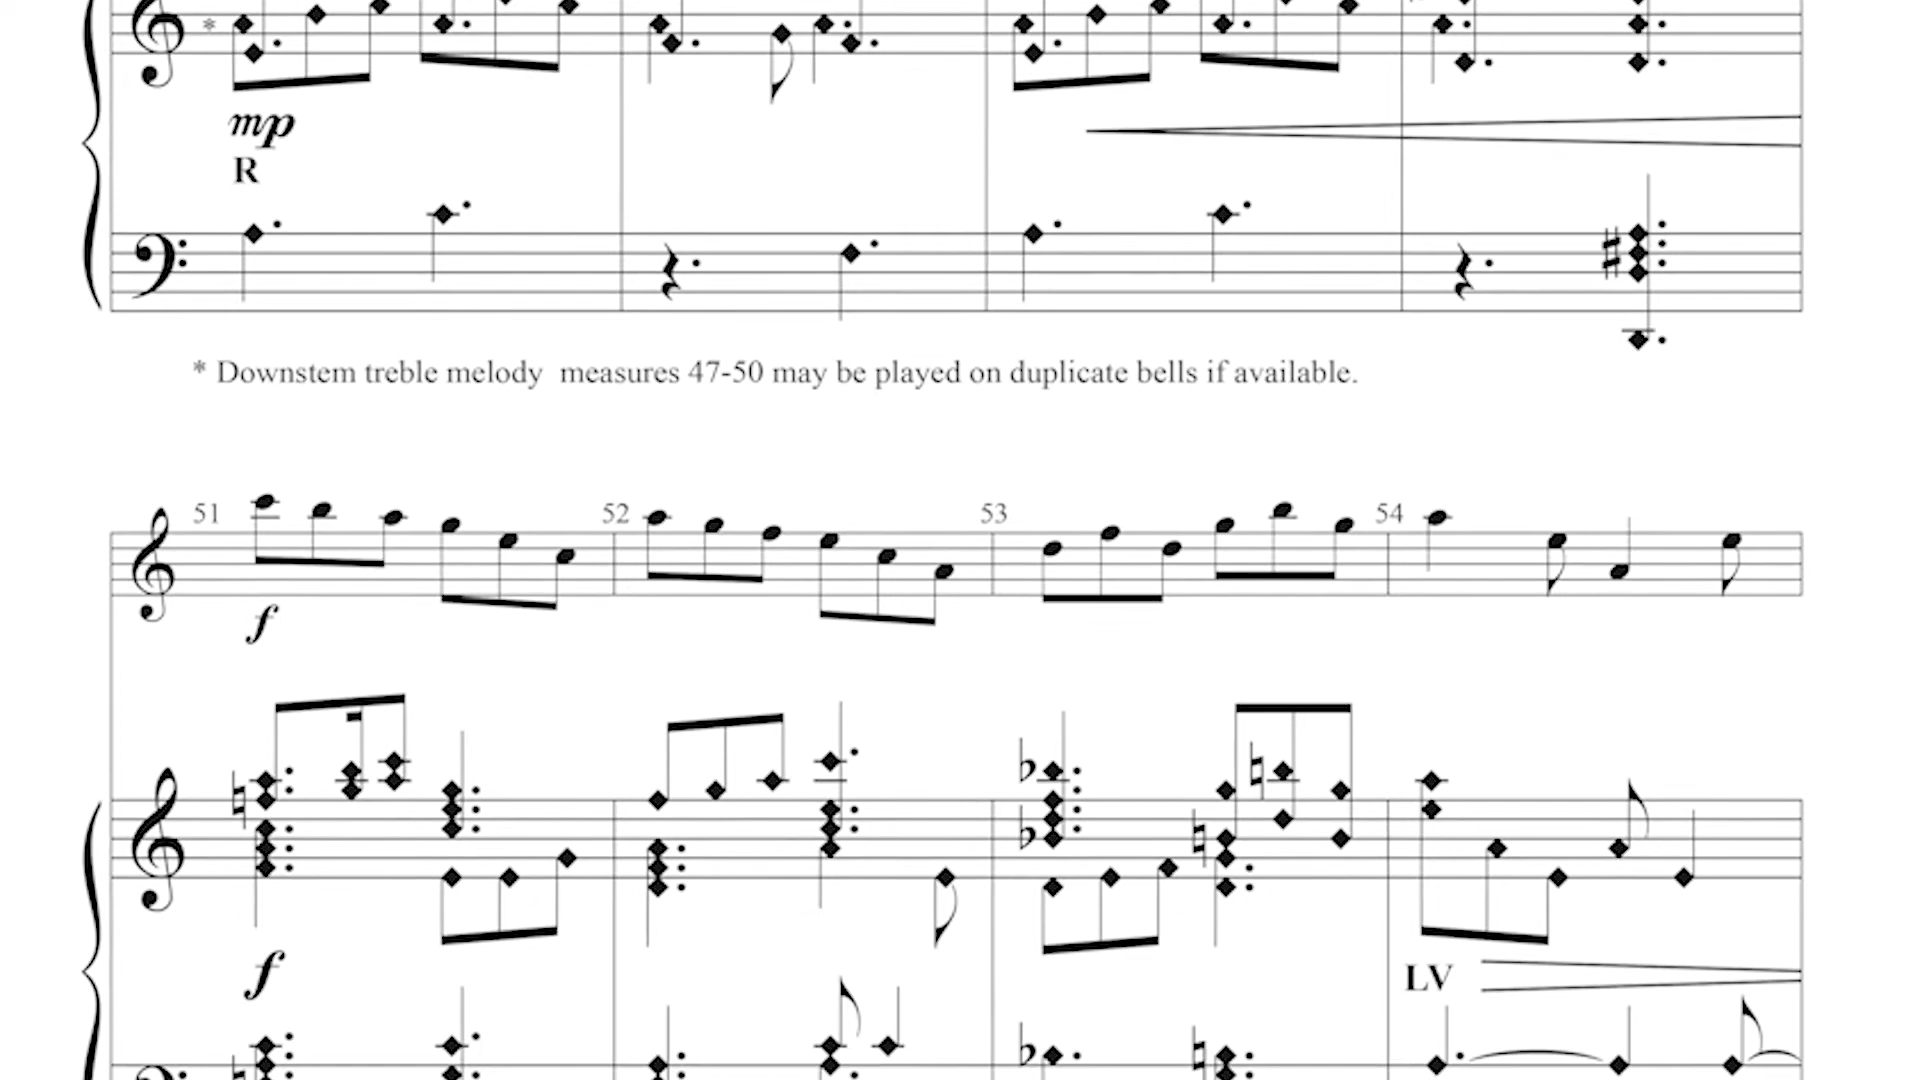 *
mp
R
* Downstem treble melody measures 47-50 may be played on duplicate bells if available.
51 52 53 54
f
f
LV